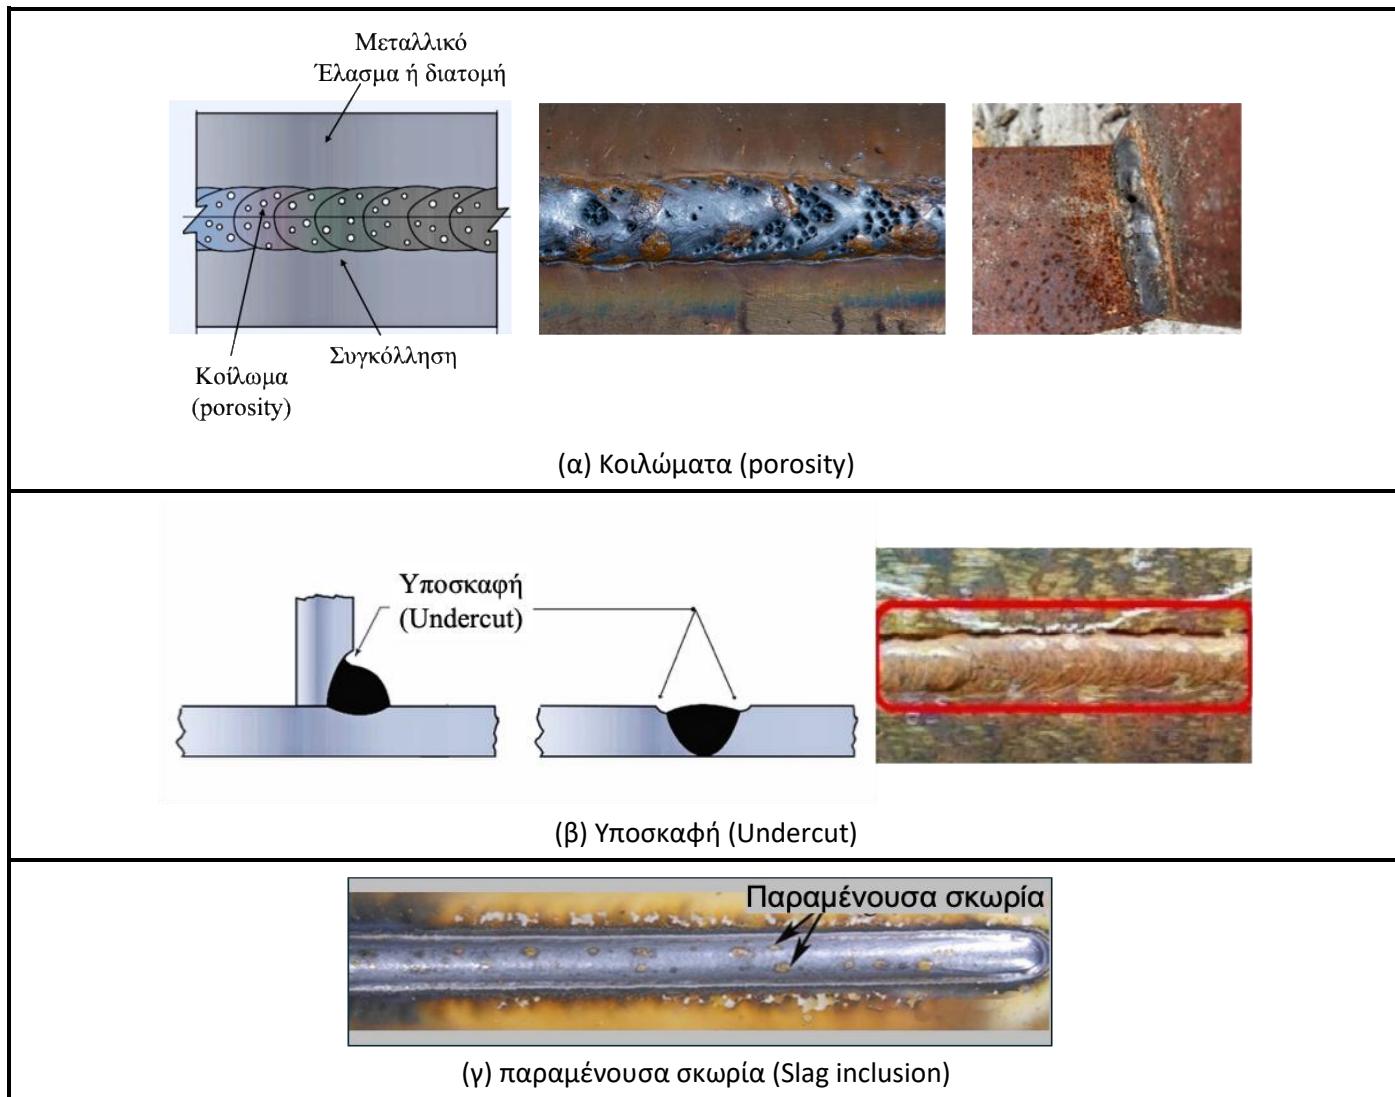 Μεταλλικό
Έλασμα ή διατομή
Συγκόλληση
Κοίλωμα
(porosity)
(α) Κοιλώματα (porosity)
Υποσκαφή
(Undercut)
(β) Υποσκαφή (Undercut)
Παραμένουσα σκωρία
(γ) παραμένουσα σκωρία (Slag inclusion)